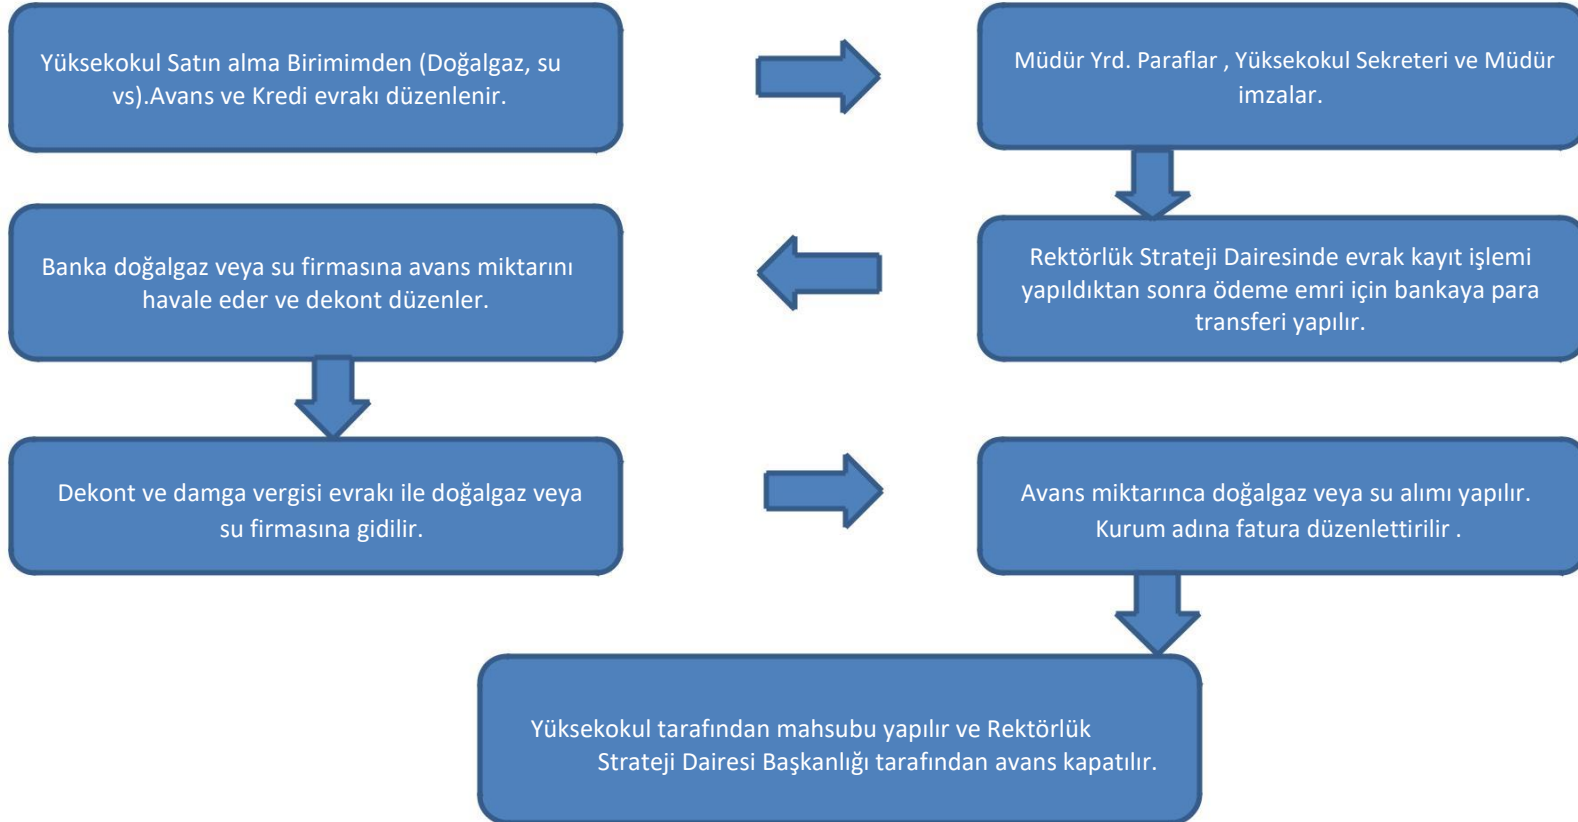 Yüksekokul Satın alma Birimimden (Doğalgaz, su
vs).Avans ve Kredi evrakı düzenlenir.
Müdür Yrd. Paraflar , Yüksekokul Sekreteri ve Müdür
imzalar.
Rektörlük Strateji Dairesinde evrak kayıt işlemi
yapıldıktan sonra ödeme emri için bankaya para
transferi yapılır.
Banka doğalgaz veya su firmasına avans miktarını
havale eder ve dekont düzenler.
Dekont ve damga vergisi evrakı ile doğalgaz veya
su firmasına gidilir.
Avans miktarınca doğalgaz veya su alımı yapılır.
Kurum adına fatura düzenlettirilir .
Yüksekokul tarafından mahsubu yapılır ve Rektörlük
Strateji Dairesi Başkanlığı tarafından avans kapatılır.